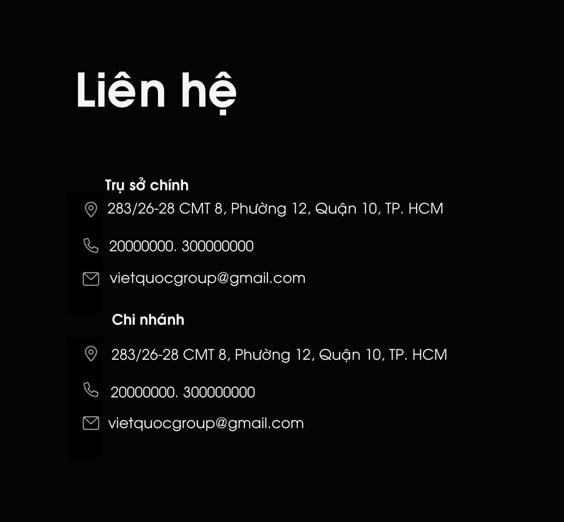 Liên hệ
Trụ sở chính
283/26-28 CMT 8, Phường 12, Quận 10, TP. HCM
20000000. 300000000
vietquocgroup@gmail.com
Chi nhánh
283/26-28 CMT 8, Phường 12, Quận 10, TP. HCM
20000000. 300000000
vietquocgroup@gmail.com